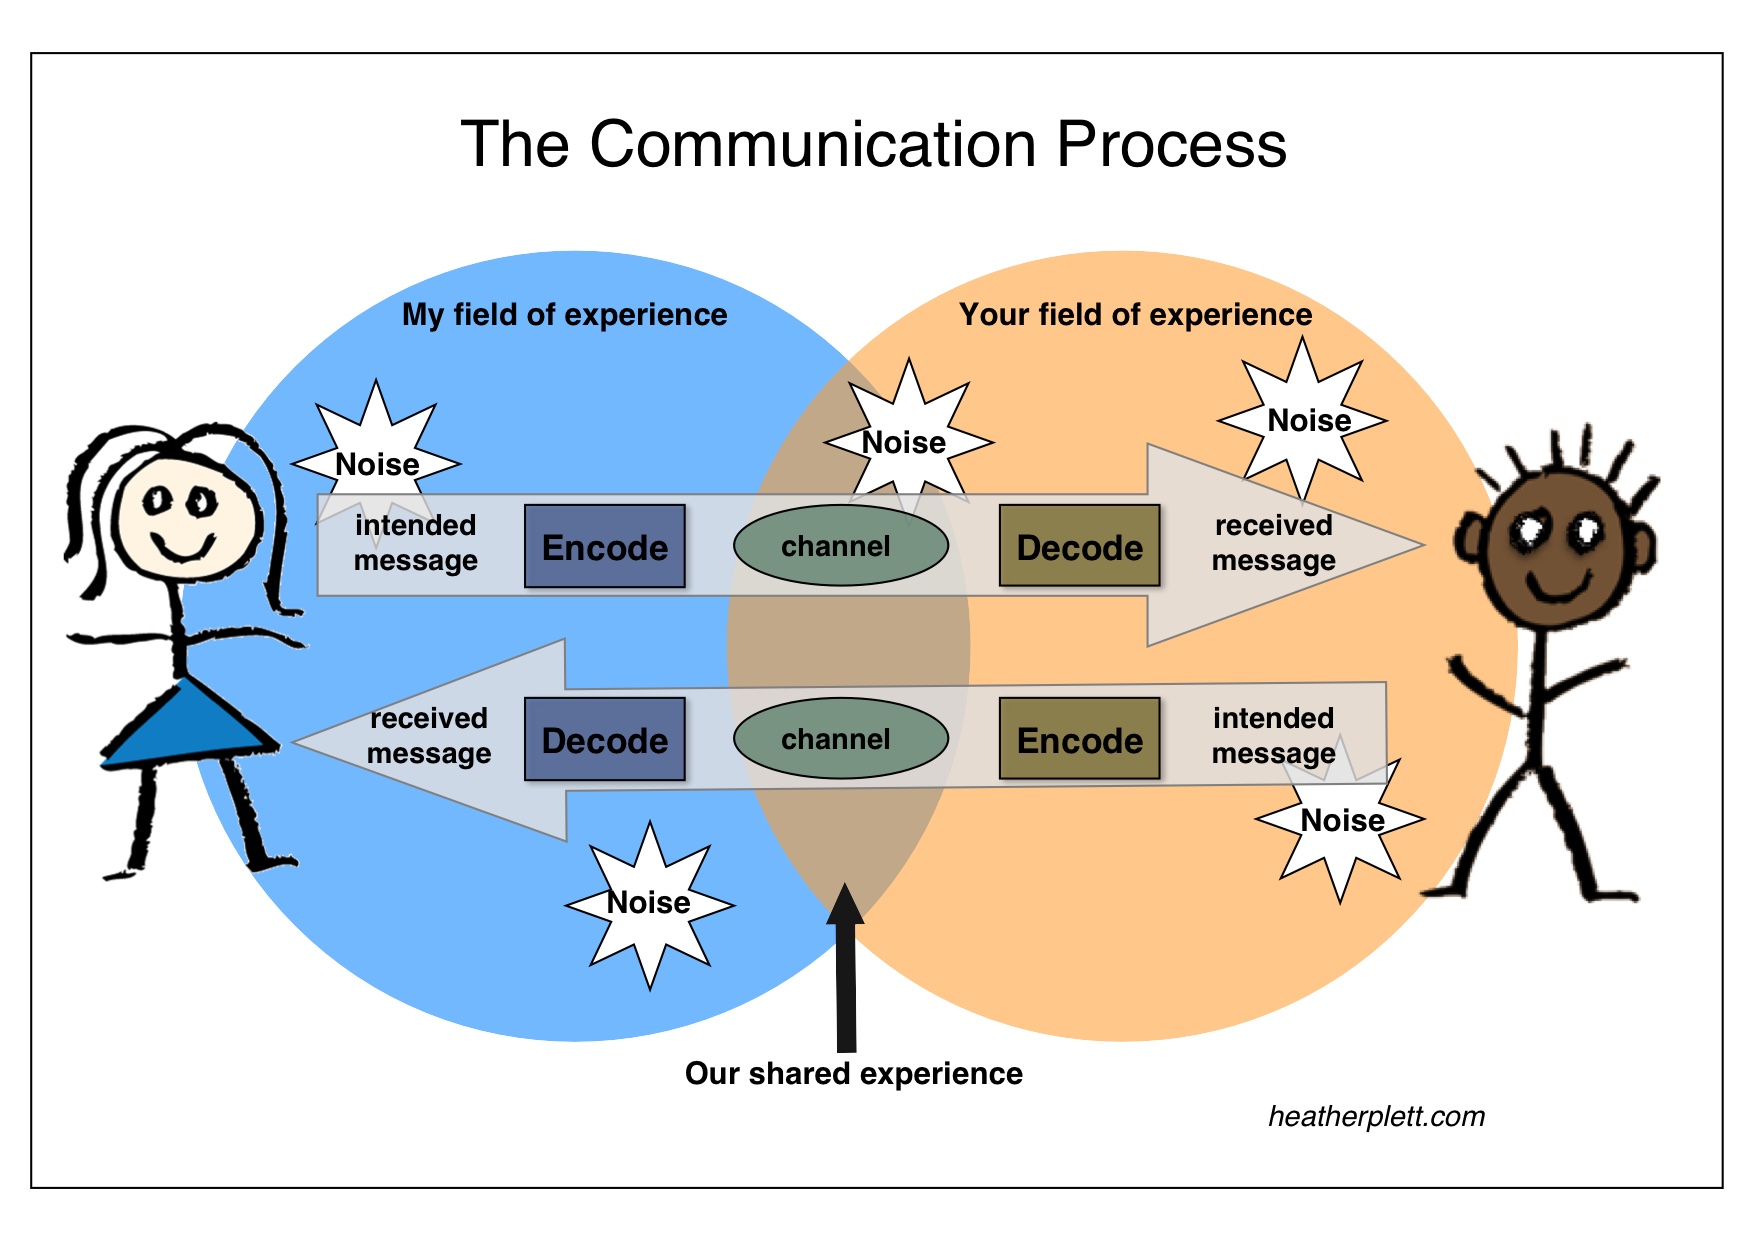 The Communication Process
My field of experience
Your field of experience
Noise
Noise
Noise
intended
message
Encode
channel
Decode
received
message
received
message
Decode
channel
Encode
intended
message
Noise
Noise
Our shared experience
heatherplett.com